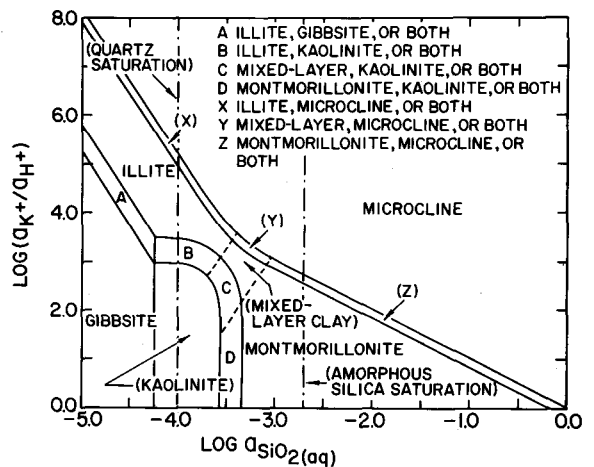 8.0
6.0
4.0
2.0
0.0
LOG (aK+/aH+)
(QUARTZ
SATURATION)
A ILLITE, GIBBSITE, OR BOTH
B ILLITE, KAOLINITE, OR BOTH
C MIXED-LAYER, KAOLINITE, OR BOTH
D MONTMORILLONITE, KAOLINITE, OR BOTH
X ILLITE, MICROCLINE, OR BOTH
Y MIXED-LAYER, MICROCLINE, OR BOTH
Z MONTMORILLONITE, MICROCLINE, OR
BOTH
(X)
ILLITE
A
MICROCLINE
(Y)
B
C
(MIXED-
LAYER CLAY)
(Z)
GIBBSITE
D
MONTMORILLONITE
(KAOLINITE)
(AMORPHOUS
SILICA SATURATION)
-5.0 -4.0 -3.0 -2.0 -1.0 0.0
LOG aSiO2(aq)